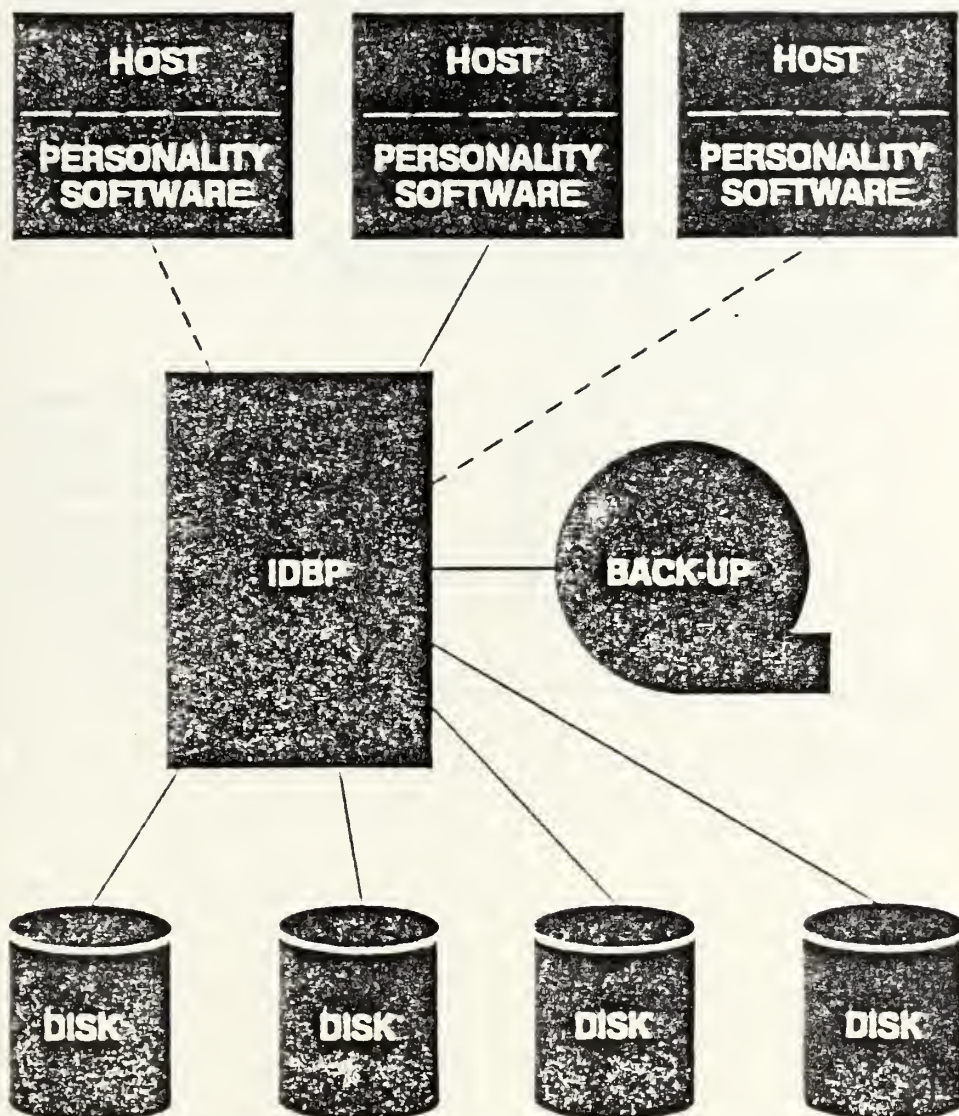 HOST
PERSONALITY
SOFTWARE
HOST
PERSONALITY
SOFTWARE
HOST
PERSONALITY
SOFTWARE
IDBP
BACK-UP
DISK
DISK
DISK
DISK